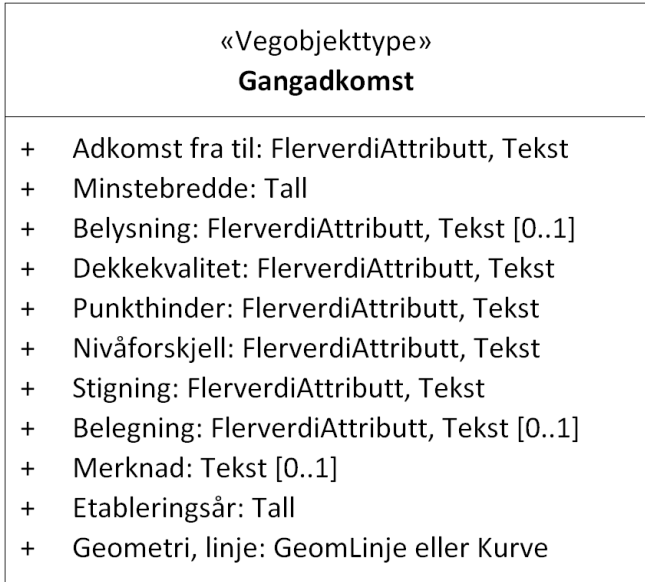 «Vegobjekttype»
Gangadkomst
+ Adkomst fra til: FlerverdiAttributt, Tekst
+ Minstebredde: Tall
+ Belysning: FlerverdiAttributt, Tekst [0..1]
+ Dekkekvalitet: FlerverdiAttributt, Tekst
+ Punkthinder: FlerverdiAttributt, Tekst
+ Nivåforskjell: FlerverdiAttributt, Tekst
+ Stigning: FlerverdiAttributt, Tekst
+ Belegning: FlerverdiAttributt, Tekst [0..1]
+ Merknad: Tekst [0..1]
+ Etableringsår: Tall
+ Geometri, linje: GeomLinje eller Kurve